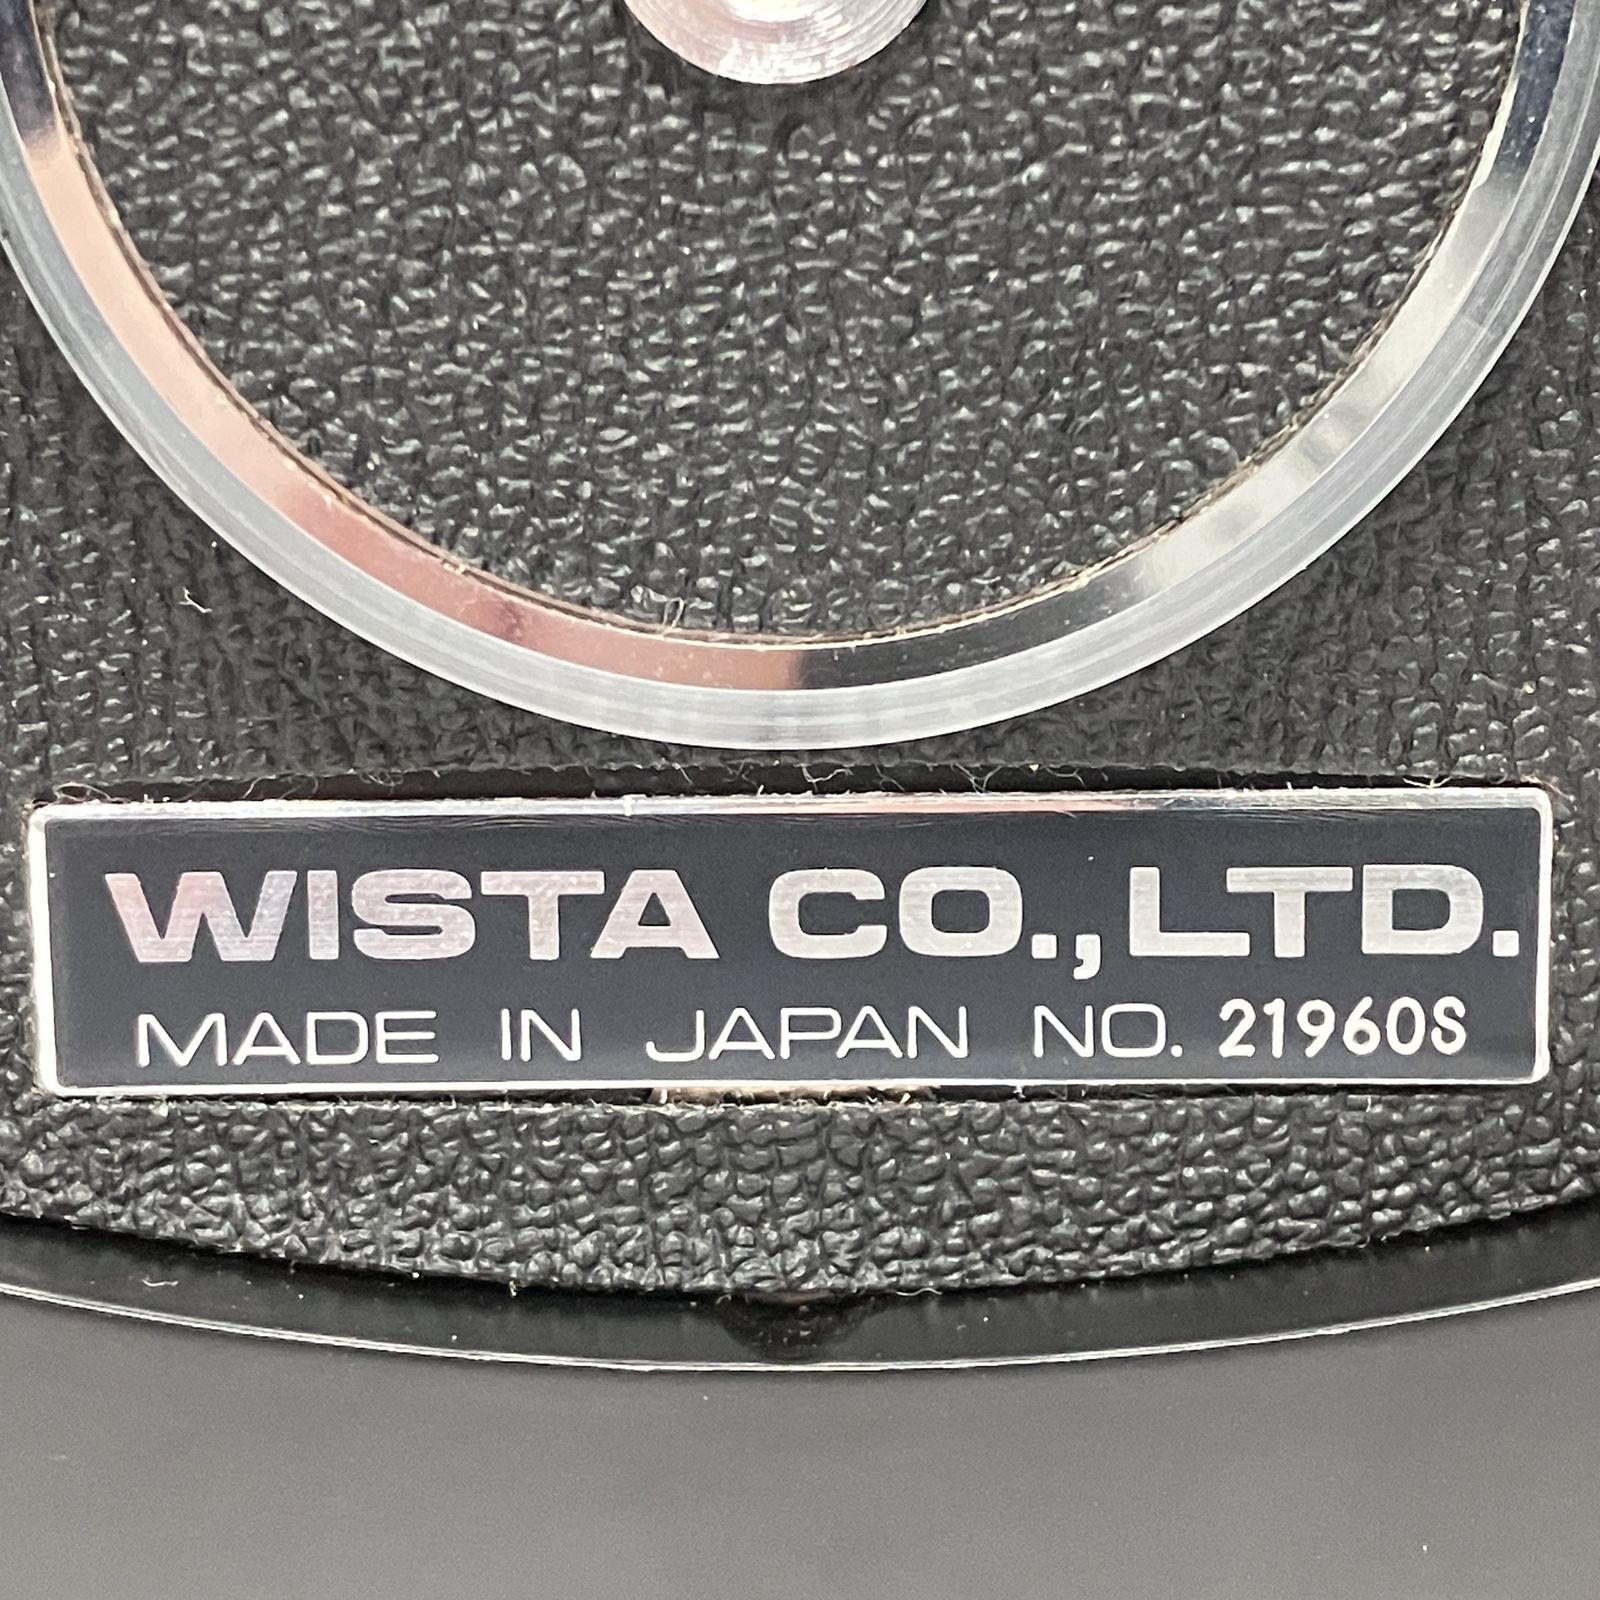 WISTA CO., LTD.
MADE IN JAPAN NO. 21960S